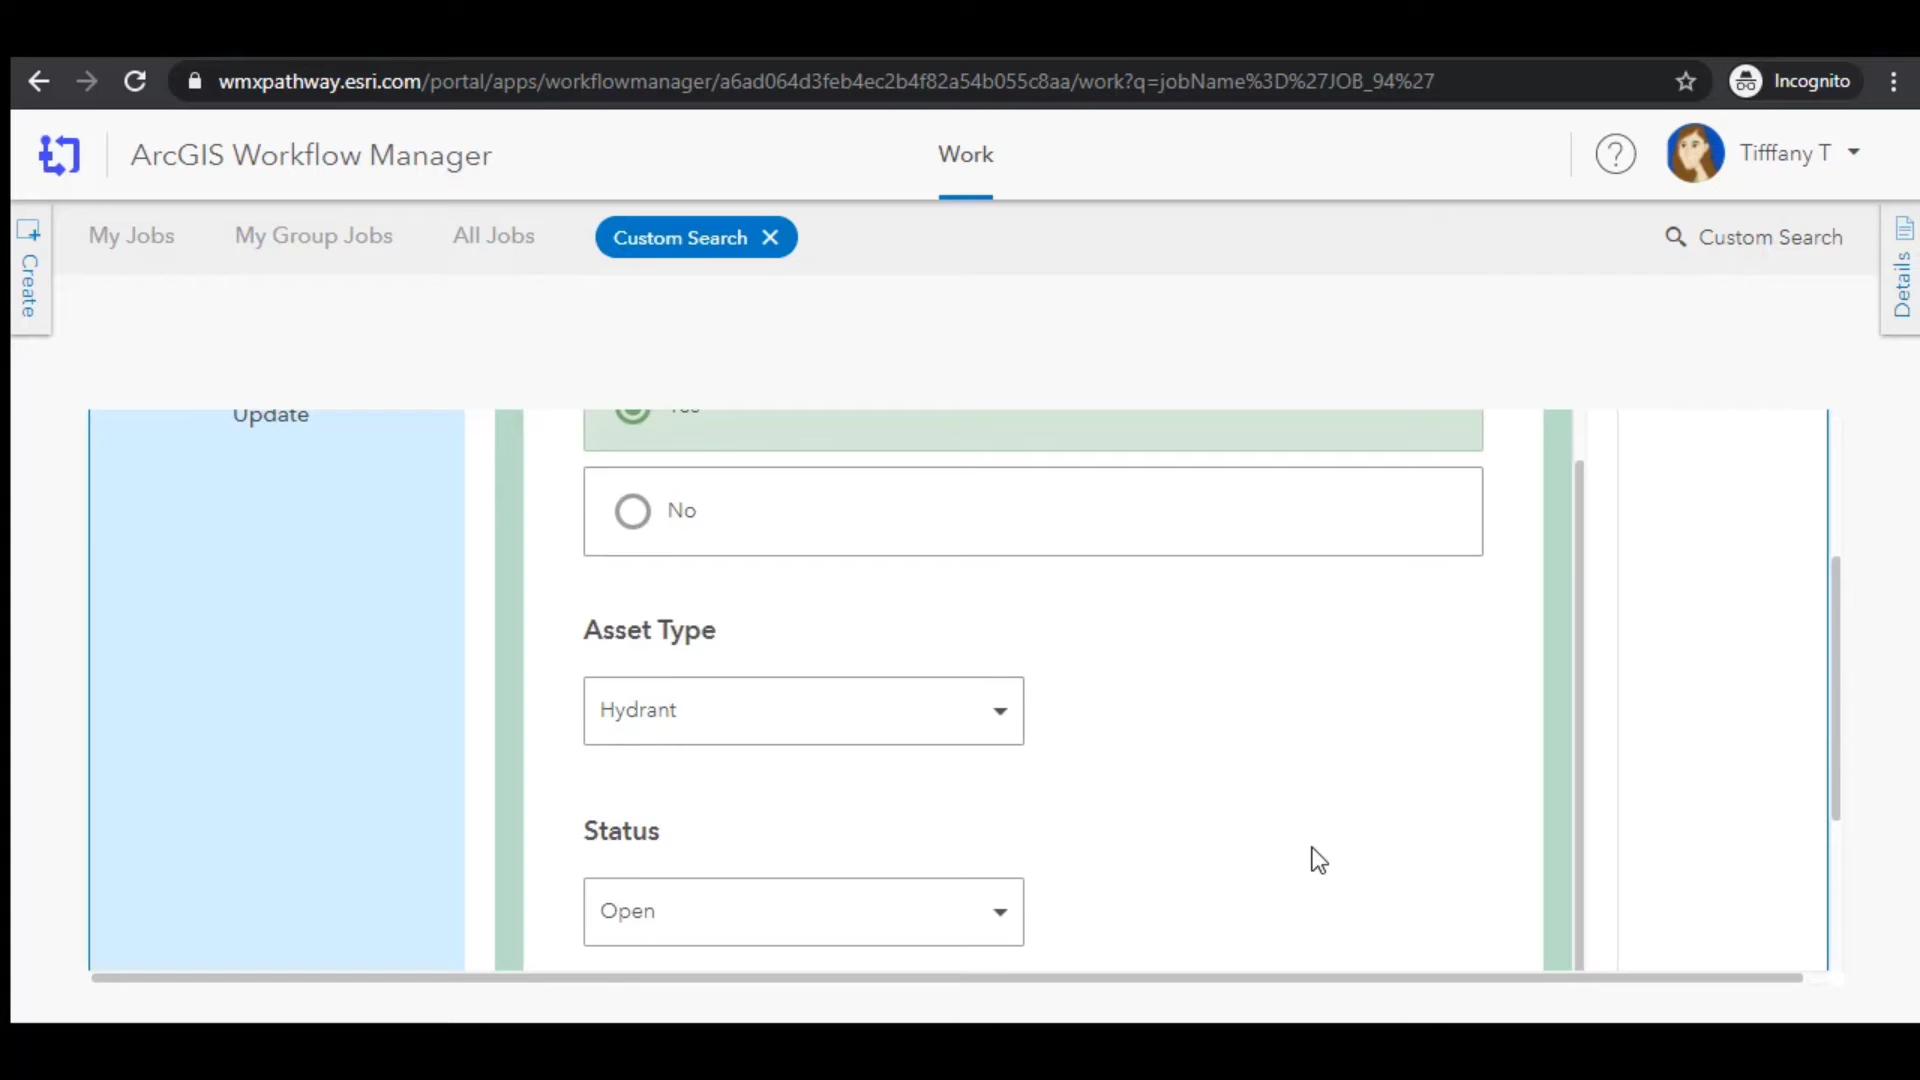 wmxpathway.esri.com/portal/apps/workflowmanager/a6ad064d3feb4ec2b4f82a54b055c8aa/work?q=jobName%3D%27JOB_94%27
Incognito
ArcGIS Workflow Manager
Work
Tifffany T
Create
My Jobs
My Group Jobs
All Jobs
Custom Search
Custom Search
Details
Update
Yes
No
Asset Type
Hydrant
Status
Open